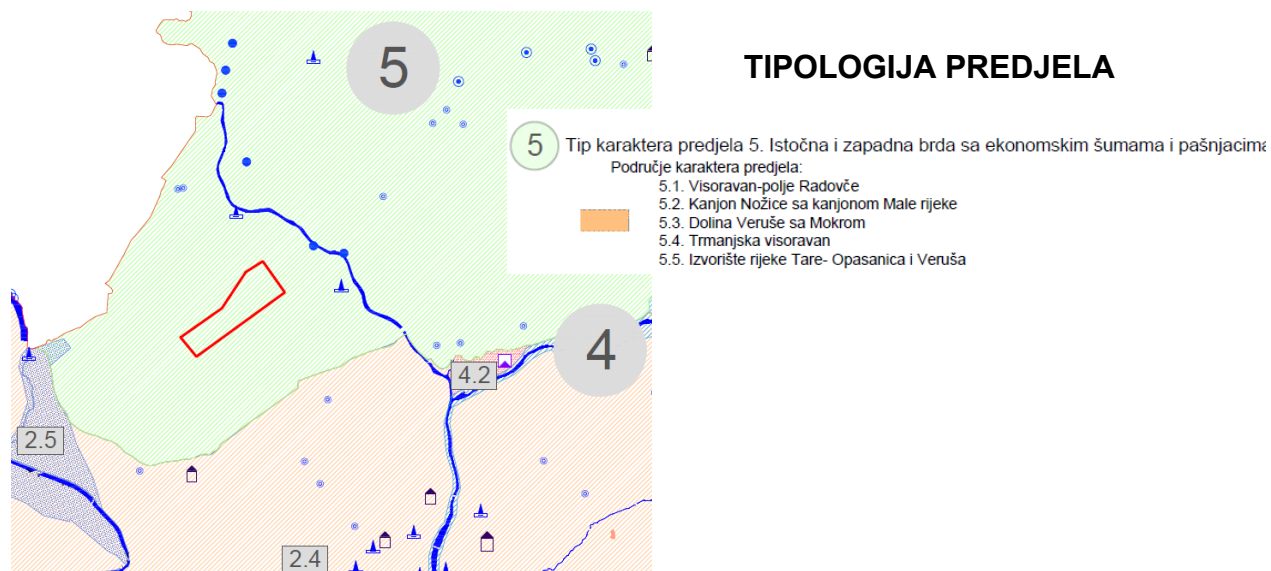 TIPOLOGIJA PREDJELA
5
5 Tip karaktera predjela 5. Istočna i zapadna brda sa ekonomskim šumama i pašnjacima
Područje karaktera predjela:
5.1. Visoravan-polje Radovče
5.2. Kanjon Nožice sa kanjonom Male rijeke
5.3. Dolina Veruše sa Mokrom
5.4. Trmanjska visoravan
5.5. Izvorište rijeke Tare- Opasanica i Veruša
4
4.2
2.5
2.4